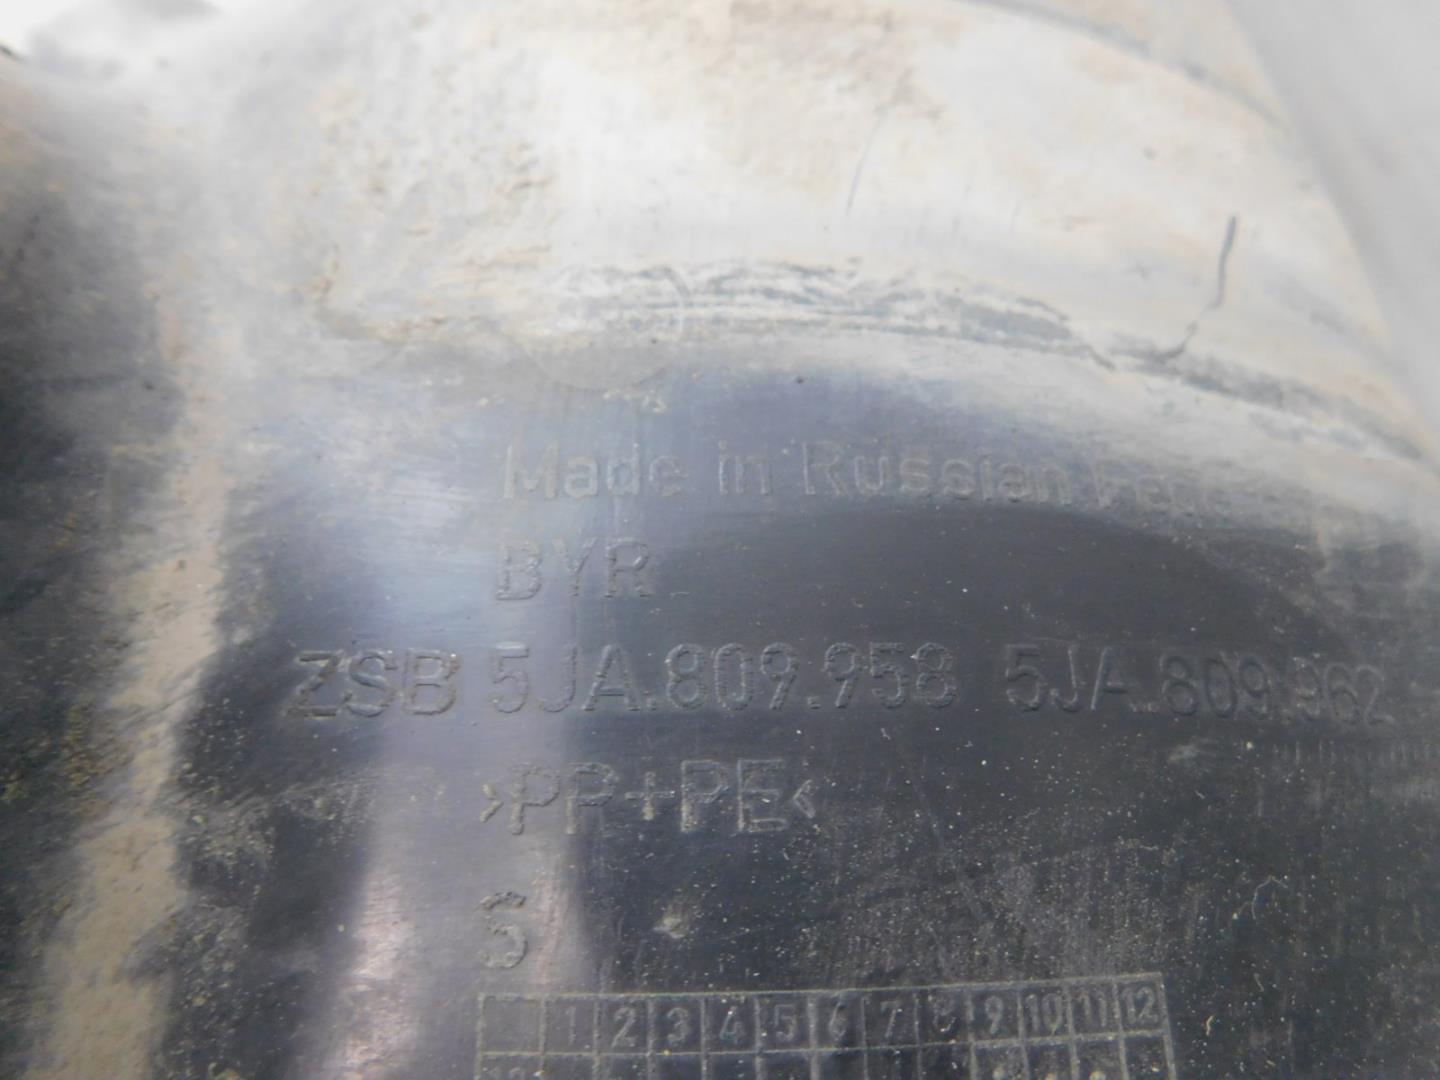 Made in Russian
BYR
ZSB 5JA.809.958 5JA.809.962
>PP+PE<
S
1 2 3 4 5 6 7 8 9 10 11 12